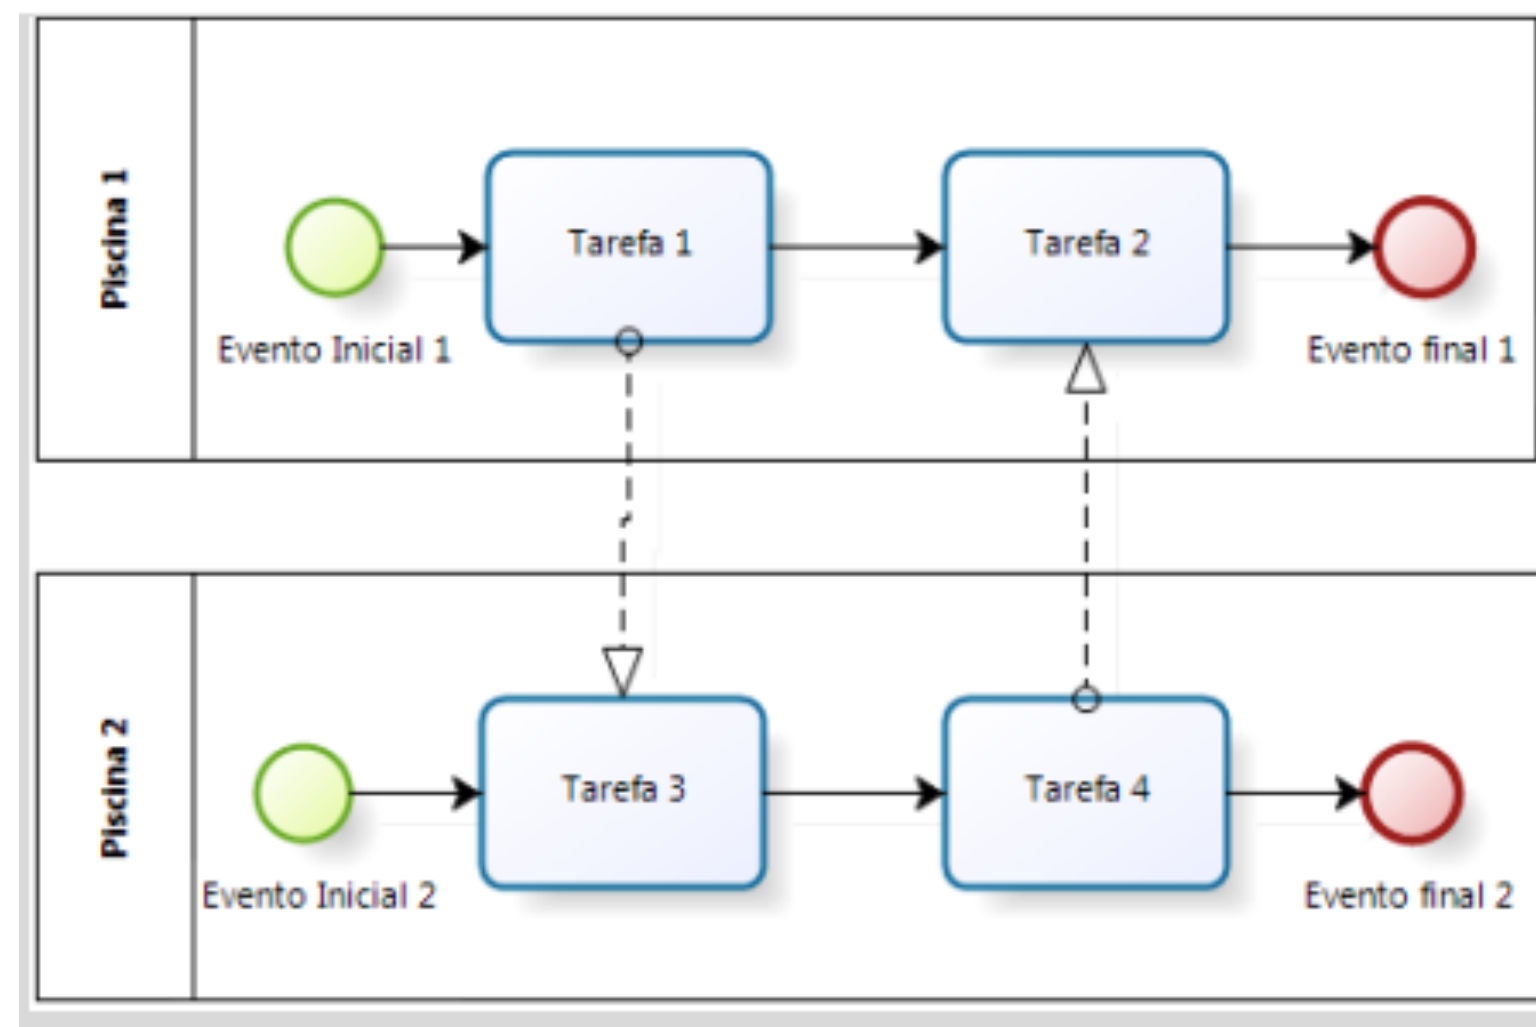 Piscina 1
Tarefa 1
Tarefa 2
Evento Inicial 1
Evento final 1
Piscina 2
Tarefa 3
Tarefa 4
Evento Inicial 2
Evento final 2